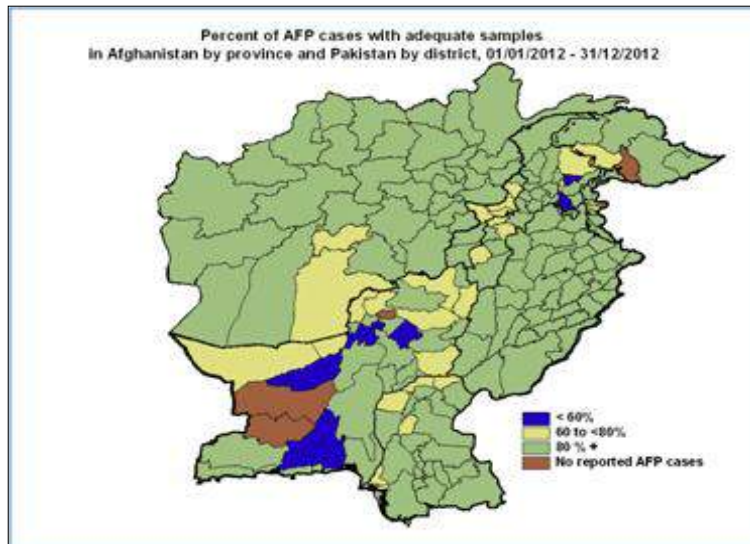 Percent of AFP cases with adequate samples
in Afghanistan by province and Pakistan by district, 01/01/2012 - 31/12/2012
< 60%
60 to <80%
80 % +
No reported AFP cases